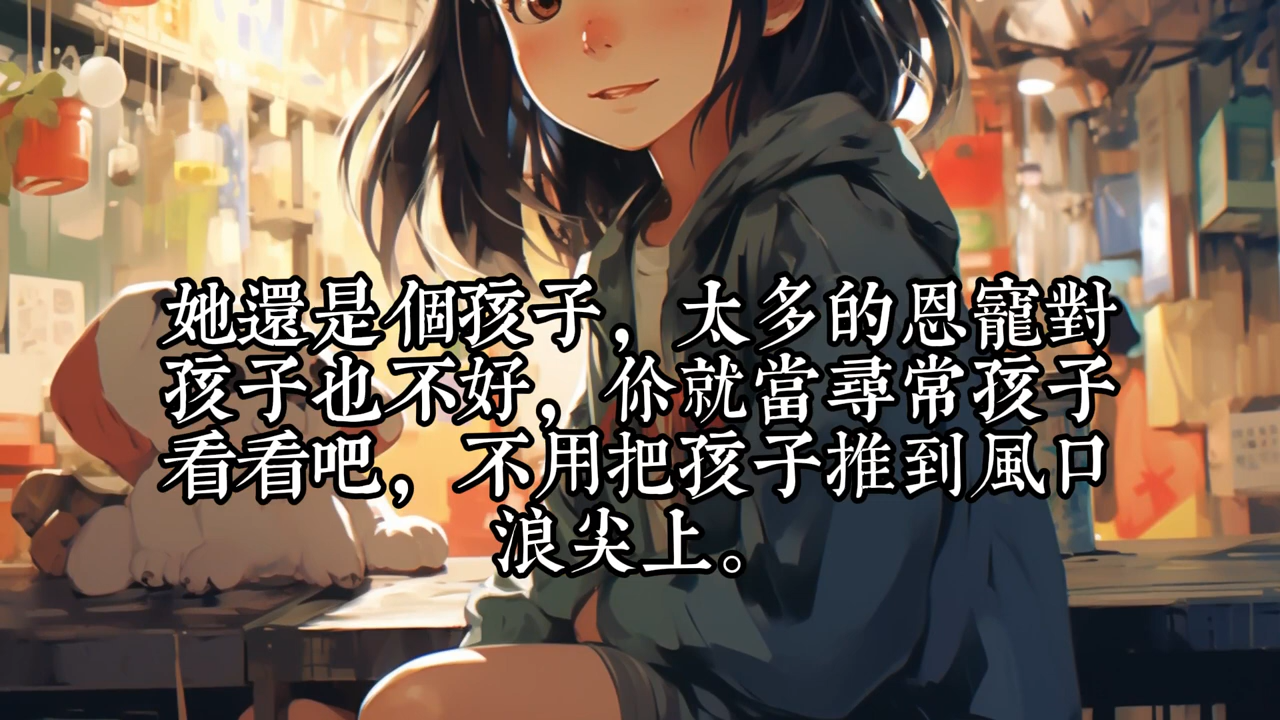 她還是個孩子，太多的恩寵對
孩子也不好，你就當尋常孩子
看看吧，不用把孩子推到風口
浪尖上。